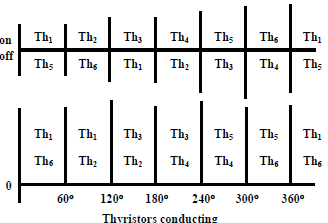 on Th₁ Th₂ Th₃ Th₄ Th₅ Th₆ Th₁
off Th₅ Th₆ Th₁ Th₂ Th₃ Th₄ Th₅
Th₁ Th₁ Th₃ Th₃ Th₅ Th₅ Th₁
Th₆ Th₂ Th₂ Th₄ Th₄ Th₆ Th₆
0
60° 120° 180° 240° 300° 360°
Thyristors conducting